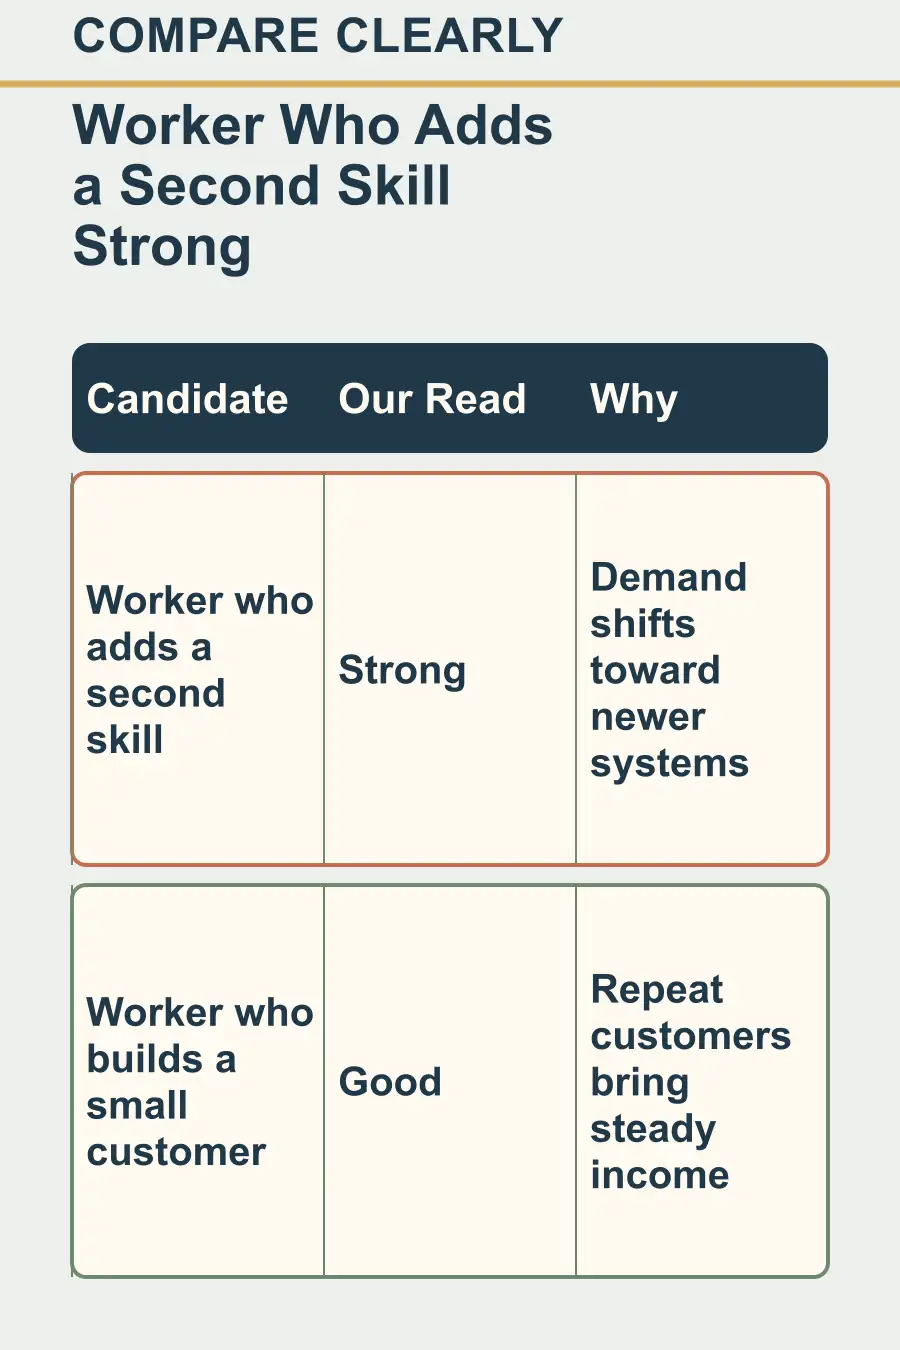 COMPARE CLEARLY
Worker Who Adds
a Second Skill
Strong
Candidate Our Read Why
Worker who
adds a
second
skill
Strong
Demand
shifts
toward
newer
systems
Worker who
builds a
small
customer
Good
Repeat
customers
bring
steady
income